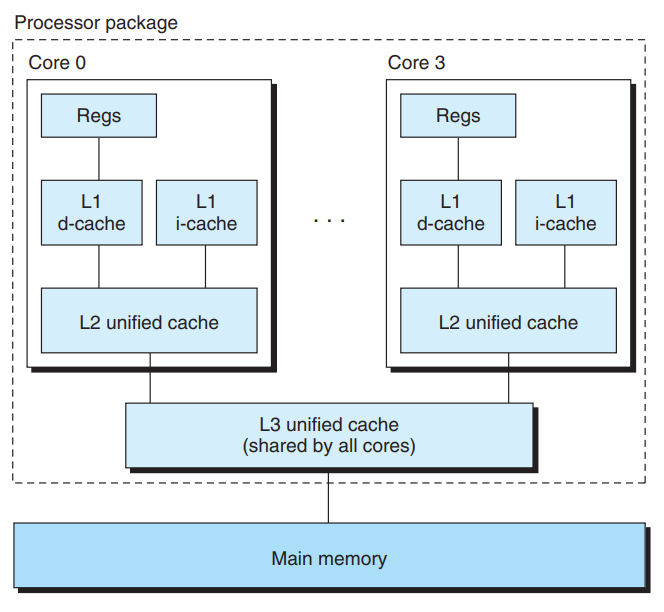 Processor package
Core 0
Regs
L1
d-cache
L1
i-cache
L2 unified cache
. . .
Core 3
Regs
L1
d-cache
L1
i-cache
L2 unified cache
L3 unified cache
(shared by all cores)
Main memory